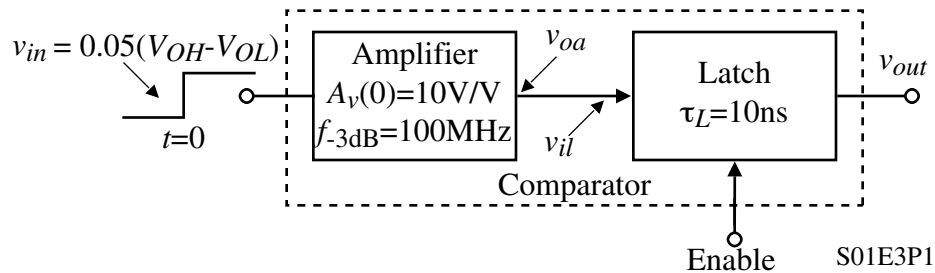 v_in = 0.05(V_OH-V_OL)
t=0
Amplifier
A_v(0)=10V/V
f_-3dB=100MHz
v_oa
v_il
Latch
τ_L=10ns
v_out
Comparator
Enable
S01E3P1